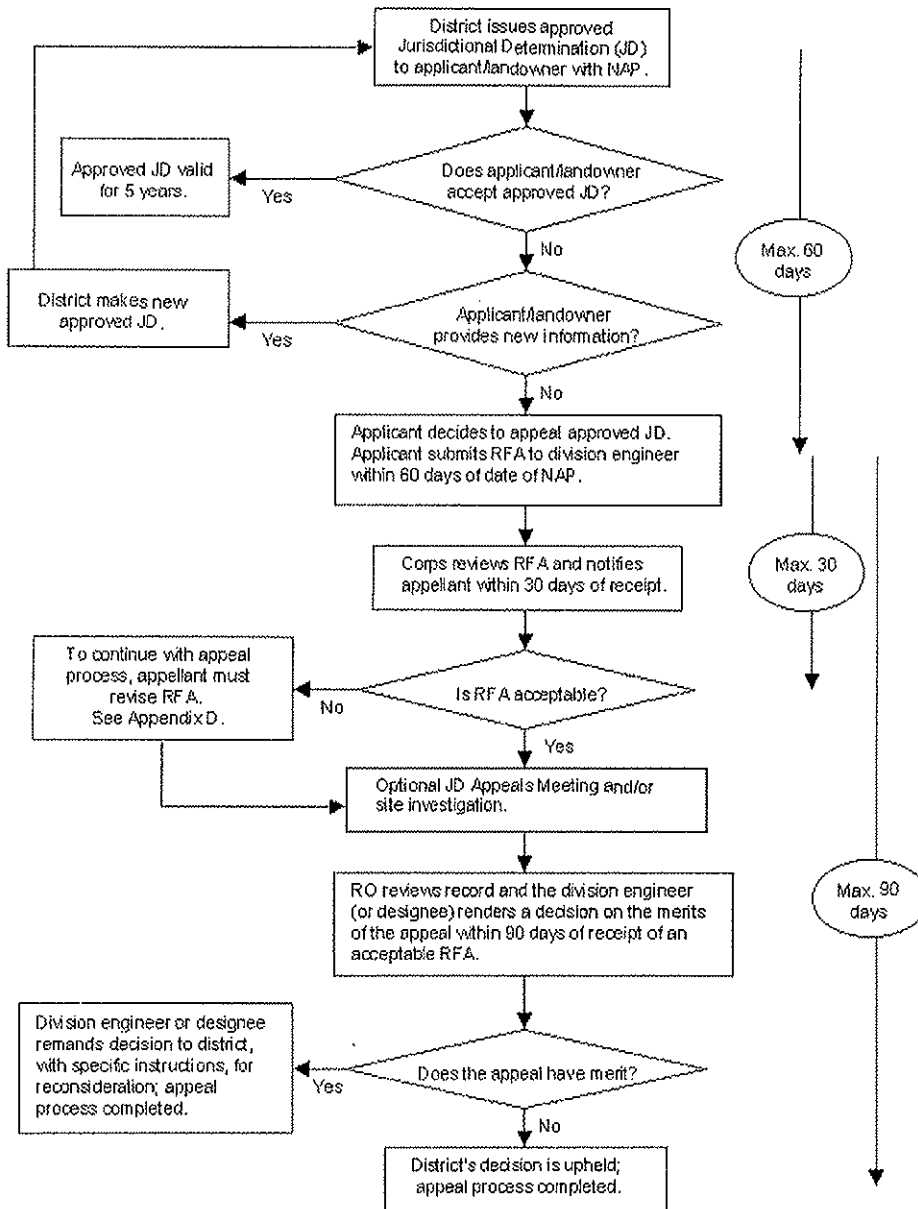 District issues approved
Jurisdictional Determination (JD)
to applicant/landowner with NAP.
Approved JD valid
for 5 years.
Yes
Does applicant/landowner
accept approved JD?
No
Max. 60
days
District makes new
approved JD.
Yes
Applicant/landowner
provides new information?
No
Applicant decides to appeal approved JD.
Applicant submits RFA to division engineer
within 60 days of date of NAP.
Corps reviews RFA and notifies
appellant within 30 days of receipt.
Max. 30
days
To continue with appeal
process, appellant must
revise RFA.
See Appendix D.
No
Is RFA acceptable?
Yes
Optional JD Appeals Meeting and/or
site investigation.
RO reviews record and the division engineer
(or designee) renders a decision on the merits
of the appeal within 90 days of receipt of an
acceptable RFA.
Max. 90
days
Division engineer or designee
remands decision to district,
with specific instructions, for
reconsideration; appeal
process completed.
Yes
Does the appeal have merit?
No
District's decision is upheld;
appeal process completed.